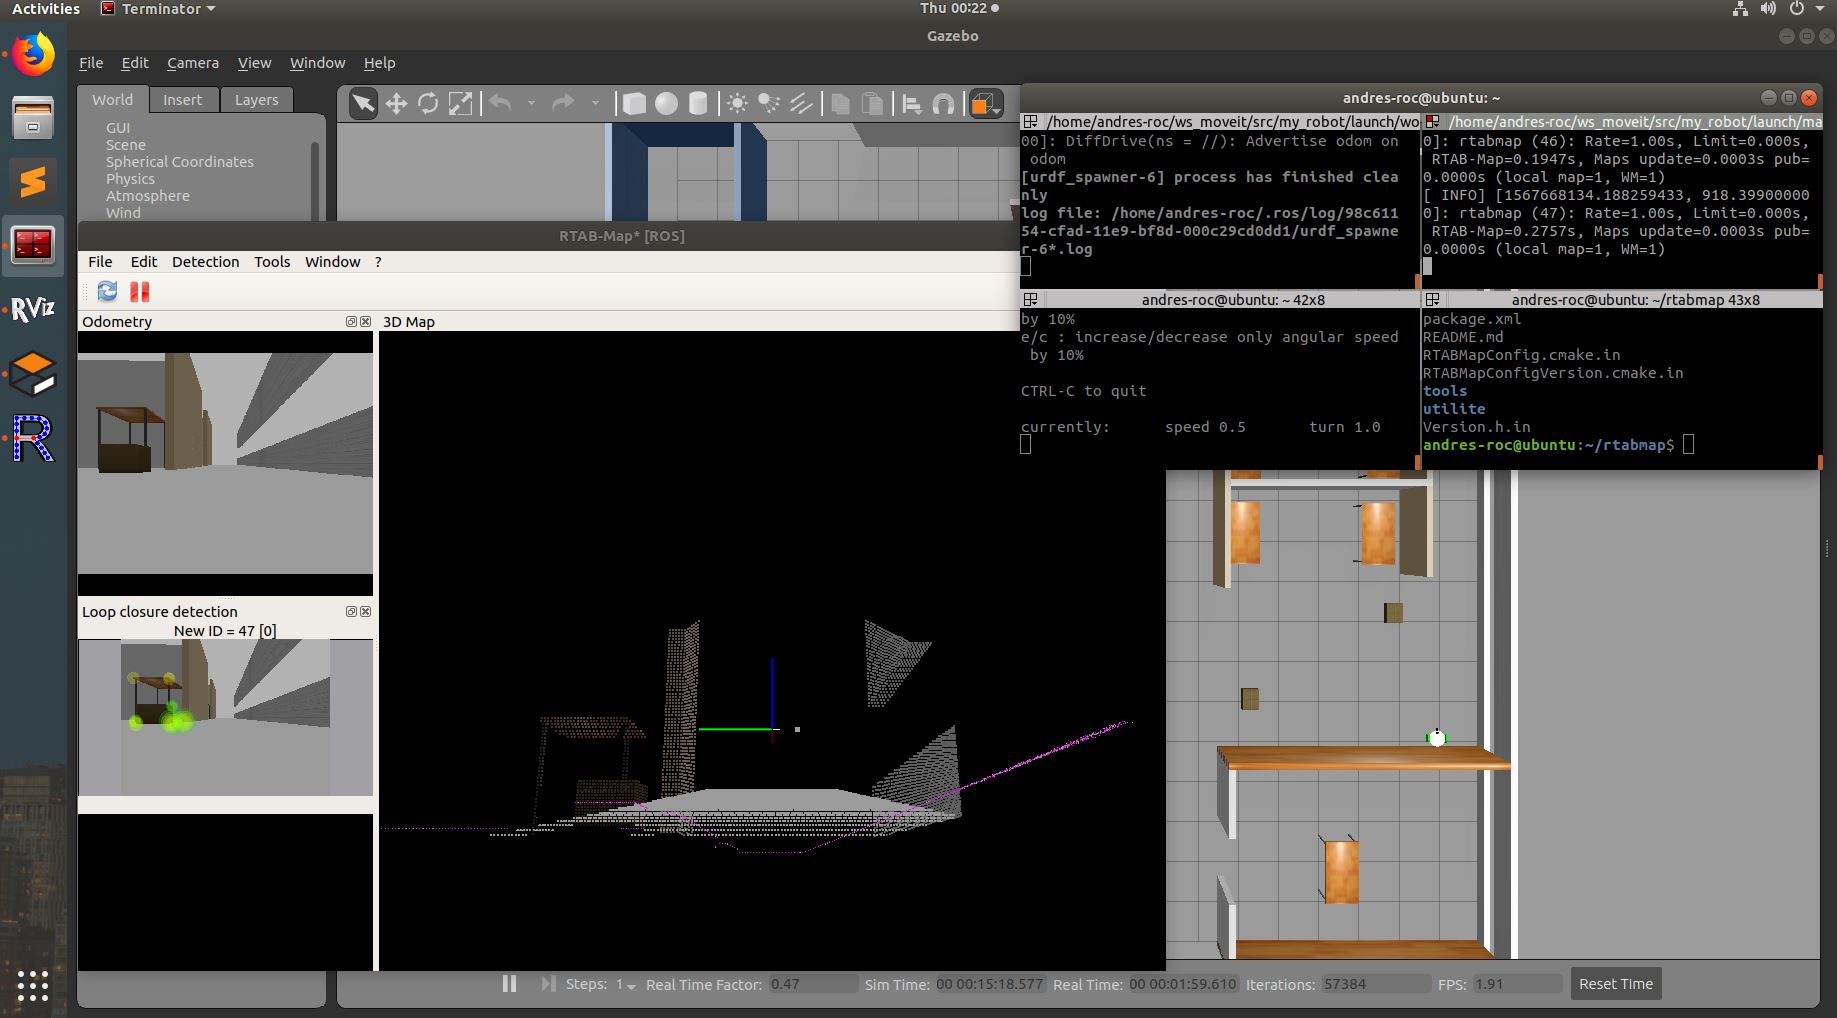 Activities
Terminator
Thu 00:22
Gazebo
File Edit Camera View Window Help
World Insert Layers
GUI
Scene
Spherical Coordinates
Physics
Atmosphere
Wind
RTAB-Map* [ROS]
File Edit Detection Tools Window ?
Odometry
3D Map
Loop closure detection
New ID = 47 [0]
RViz
R
andres-roc@ubuntu: ~
/home/andres-roc/ws_moveit/src/my_robot/launch/wo
00]: DiffDrive(ns = //): Advertise odom on
odom
[urdf_spawner-6] process has finished clea
nly
log file: /home/andres-roc/.ros/log/98c611
54-cfad-11e9-bf8d-000c29cd0dd1/urdf_spawne
r-6*.log
/home/andres-roc/ws_moveit/src/my_robot/launch/ma
0]: rtabmap (46): Rate=1.00s, Limit=0.000s,
RTAB-Map=0.1947s, Maps update=0.0003s pub=
0.0000s (local map=1, WM=1)
[ INFO] [1567668134.188259433, 918.39900000
0]: rtabmap (47): Rate=1.00s, Limit=0.000s,
RTAB-Map=0.2757s, Maps update=0.0003s pub=
0.0000s (local map=1, WM=1)
andres-roc@ubuntu: ~ 42x8
by 10%
e/c : increase/decrease only angular speed
by 10%
CTRL-C to quit
currently: speed 0.5 turn 1.0
andres-roc@ubuntu: ~/rtabmap 43x8
package.xml
README.md
RTABMapConfig.cmake.in
RTABMapConfigVersion.cmake.in
tools
utilite
Version.h.in
andres-roc@ubuntu:~/rtabmap$
Steps: 1 Real Time Factor: 0.47 Sim Time: 00 00:15:18.577 Real Time: 00 00:01:59.610 Iterations: 57384 FPS: 1.91 Reset Time